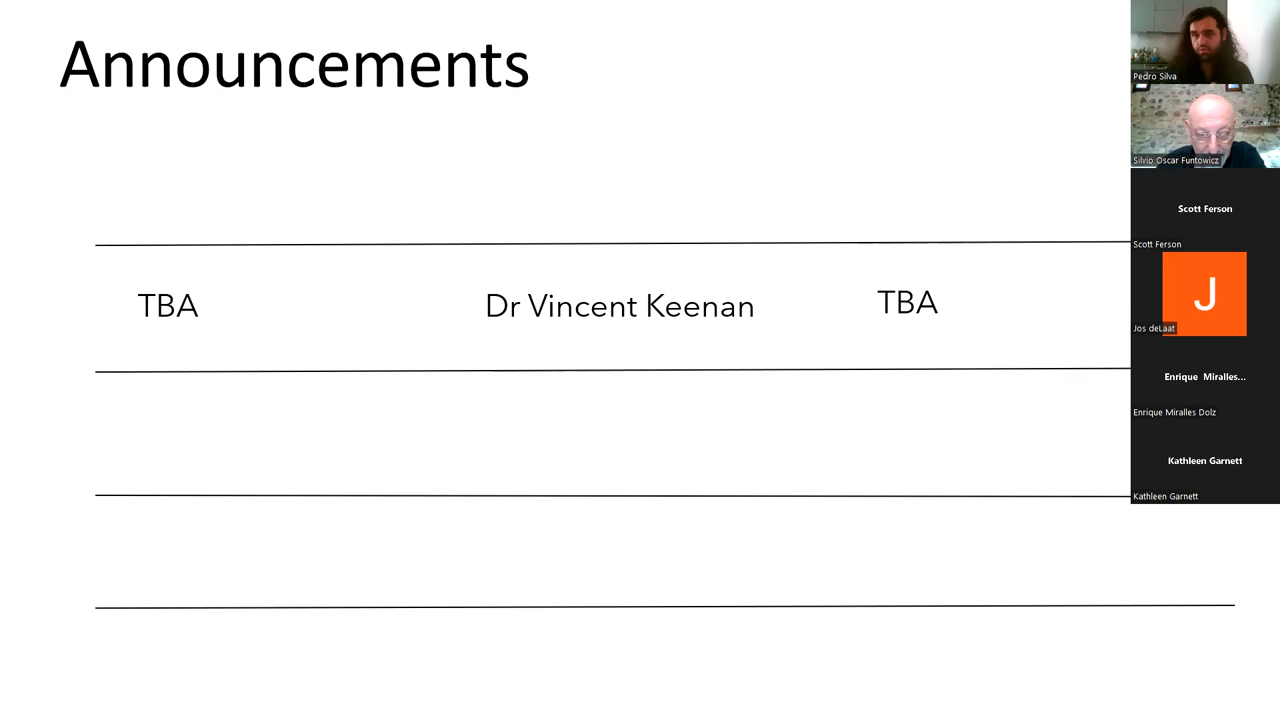 Announcements
TBA Dr Vincent Keenan TBA
Pedro Silva
Silvio Oscar Funtowicz
Scott Ferson
Scott Ferson
J
Jos deLaat
Enrique Miralles...
Enrique Miralles Dolz
Kathleen Garnett
Kathleen Garnett